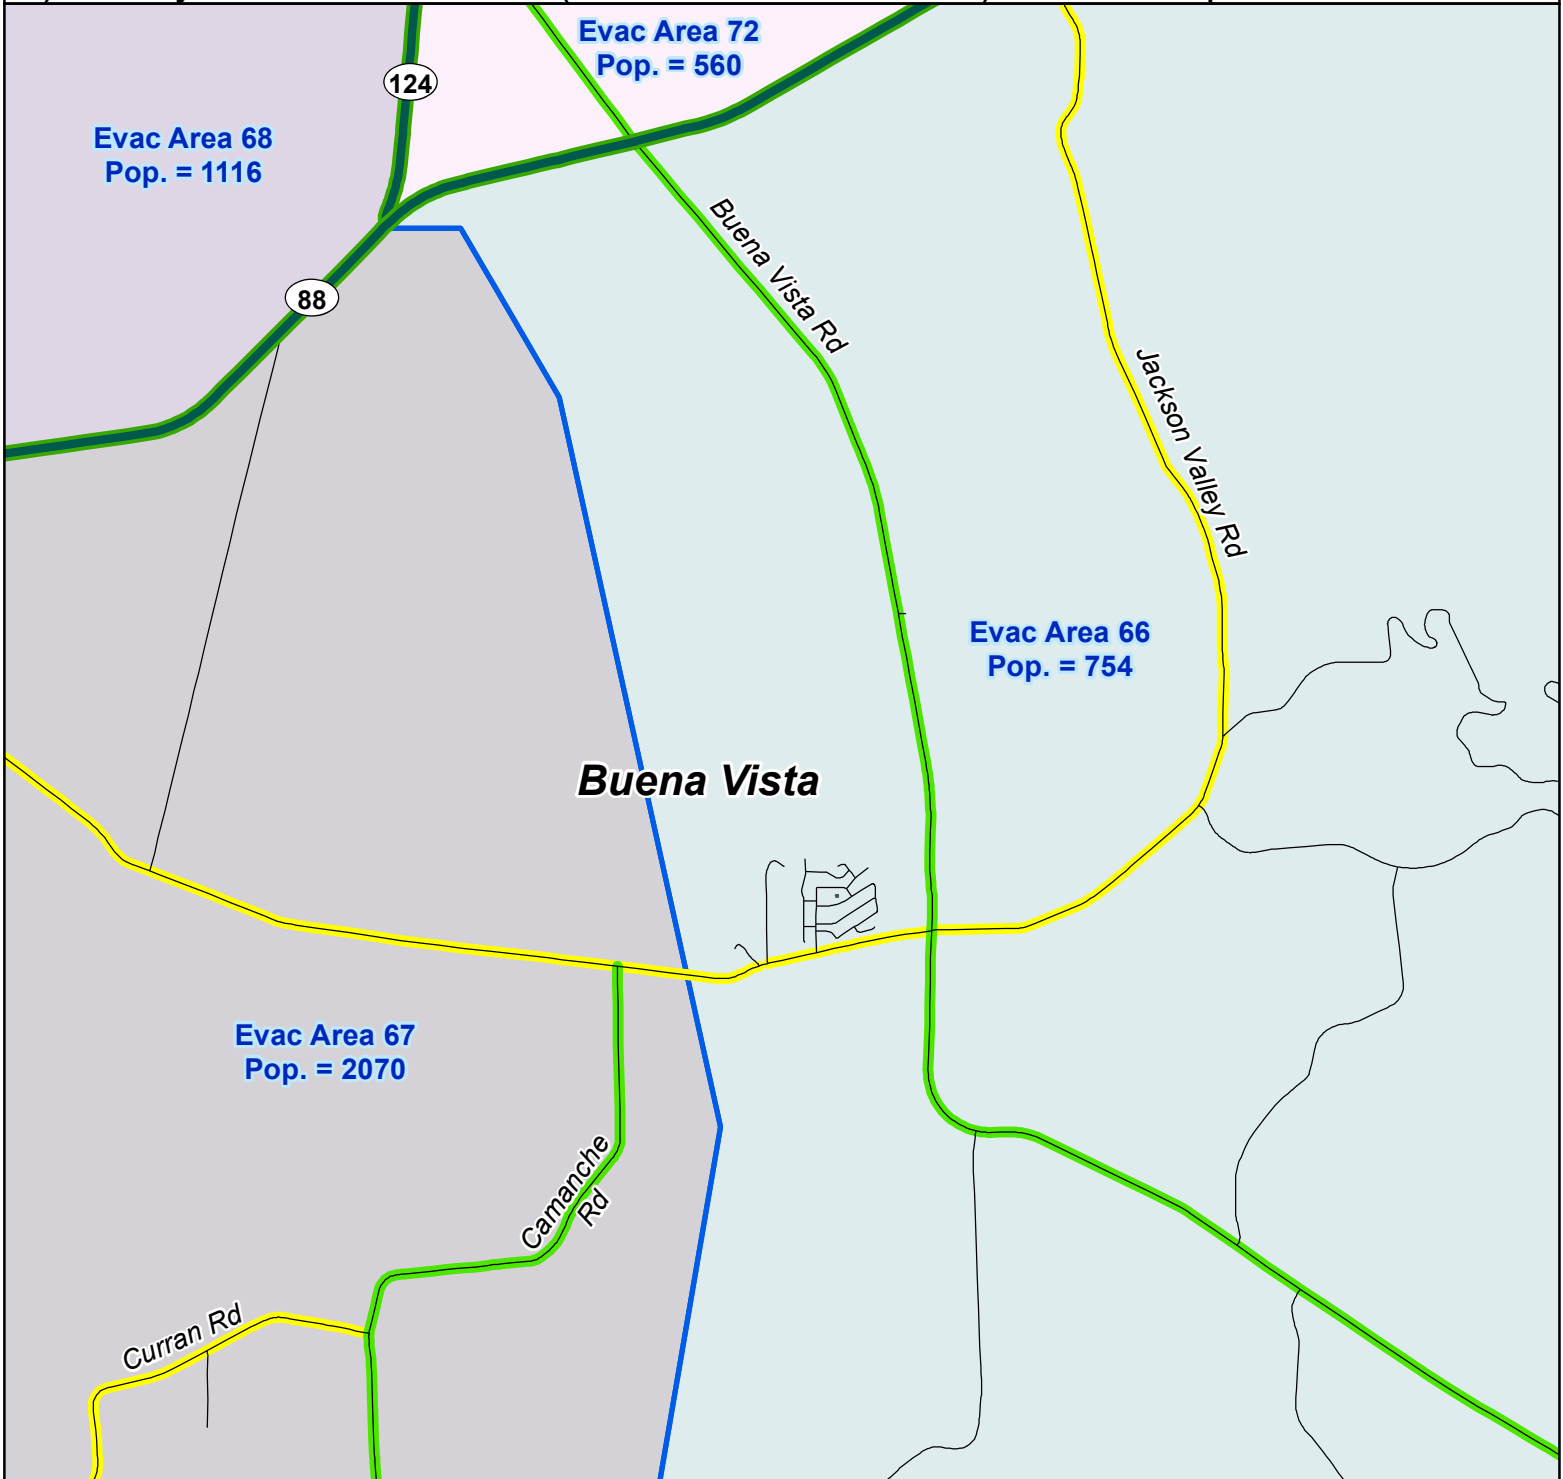 Evac Area 72
Pop. = 560
124
Evac Area 68
Pop. = 1116
88
Buena Vista Rd
Jackson Valley Rd
Evac Area 66
Pop. = 754
Buena Vista
Evac Area 67
Pop. = 2070
Camanche
Rd
Curran Rd